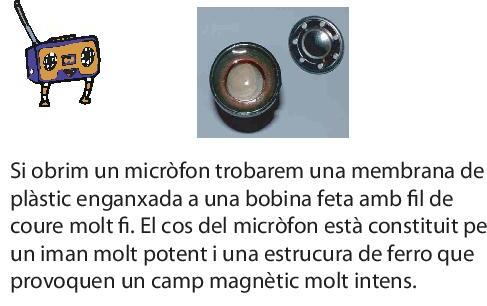 Si obrim un micròfon trobarem una membrana de
plàstic enganxada a una bobina feta amb fil de
coure molt fi. El cos del micròfon està constituit pe
un iman molt potent i una estrucura de ferro que
provoquen un camp magnètic molt intens.